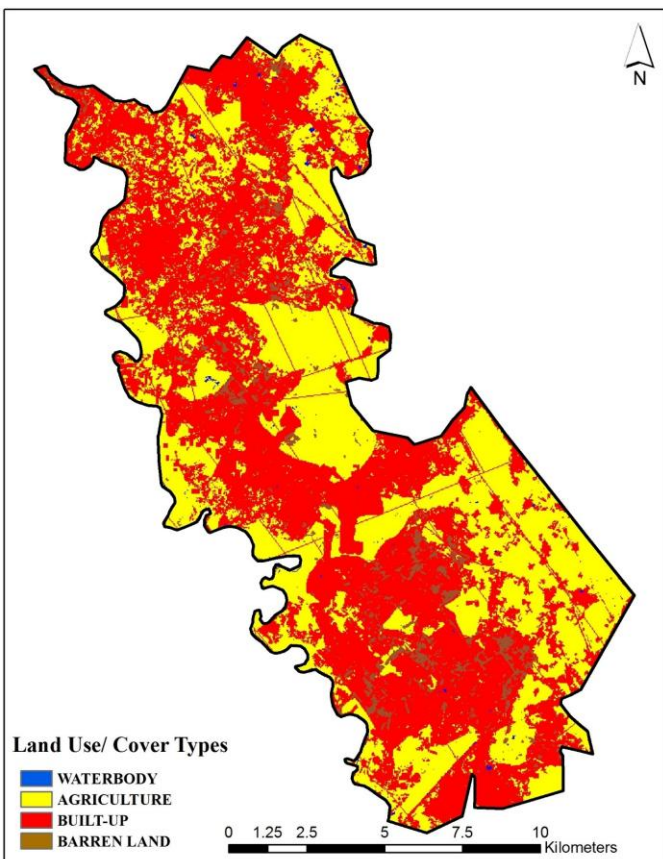 N
Land Use/ Cover Types
WATERBODY
AGRICULTURE
BUILT-UP
BARREN LAND
0 1.25 2.5 5 7.5 10
Kilometers